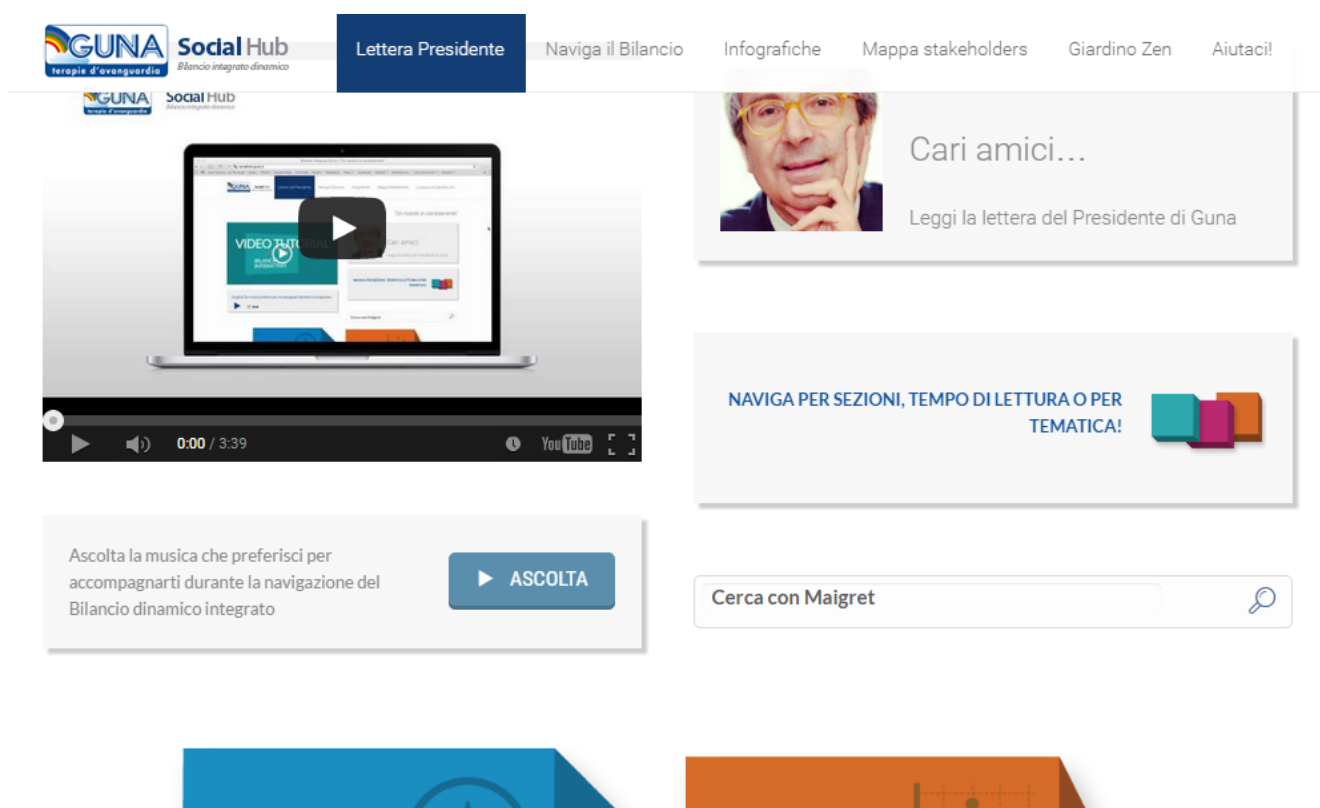 GUNA
terapie d'avanguardia
Social Hub
Bilancio integrato dinamico
Lettera Presidente
Naviga il Bilancio
Infografiche
Mappa stakeholders
Giardino Zen
Aiutaci!
GUNA
Social Hub
VIDEO TUTORIAL
Cari amici
0:00 / 3:39
YouTube
Cari amici...
Leggi la lettera del Presidente di Guna
NAVIGA PER SEZIONI, TEMPO DI LETTURA O PER
TEMATICA!
Ascolta la musica che preferisci per
accompagnarti durante la navigazione del
Bilancio dinamico integrato
ASCOLTA
Cerca con Maigret